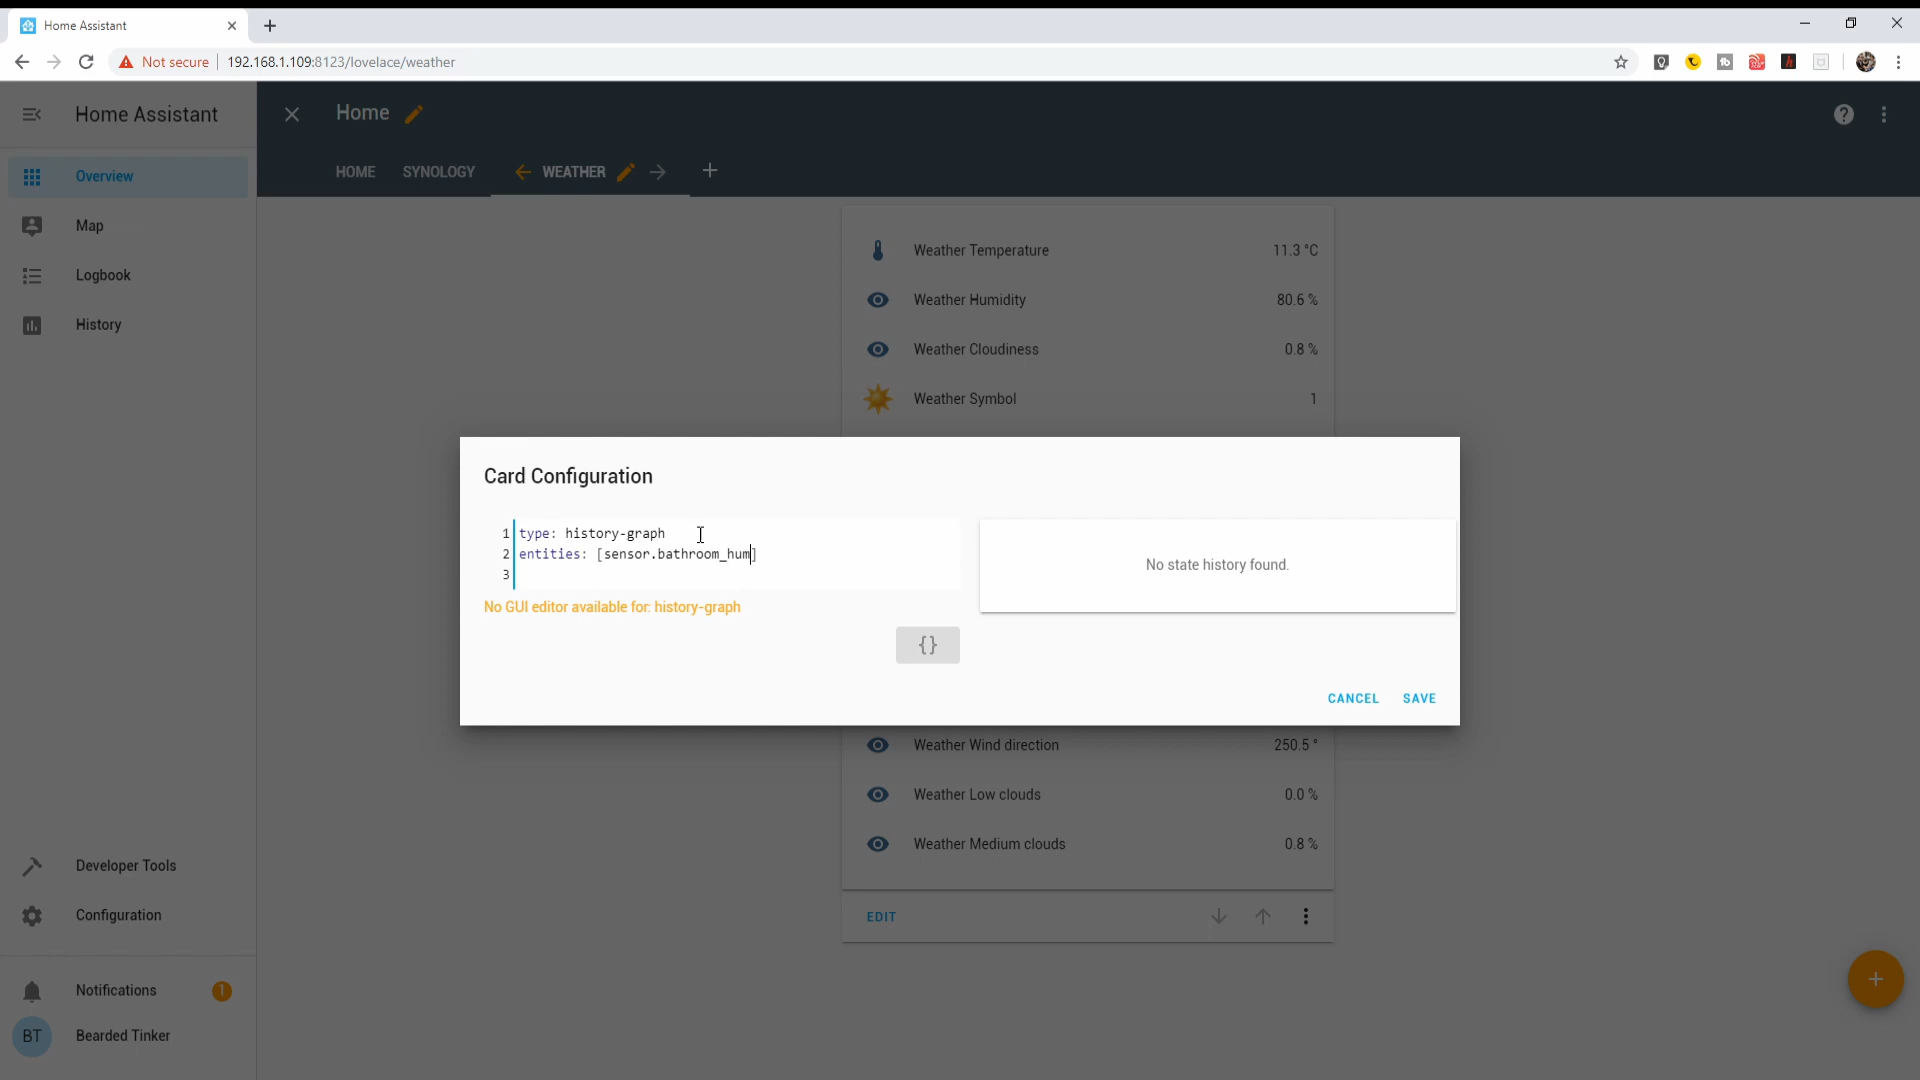 Home Assistant
Not secure
192.168.1.109:8123/lovelace/weather
Home Assistant
Home
HOME
SYNOLOGY
WEATHER
Overview
Map
Logbook
History
Weather Temperature
11.3 °C
Weather Humidity
80.6 %
Weather Cloudiness
0.8 %
Weather Symbol
1
Card Configuration
1 type: history-graph
2 entities: [sensor.bathroom_hum]
3
No GUI editor available for: history-graph
{}
No state history found.
CANCEL
SAVE
Weather Wind direction
250.5 °
Weather Low clouds
0.0 %
Weather Medium clouds
0.8 %
EDIT
Developer Tools
Configuration
Notifications
1
BT
Bearded Tinker